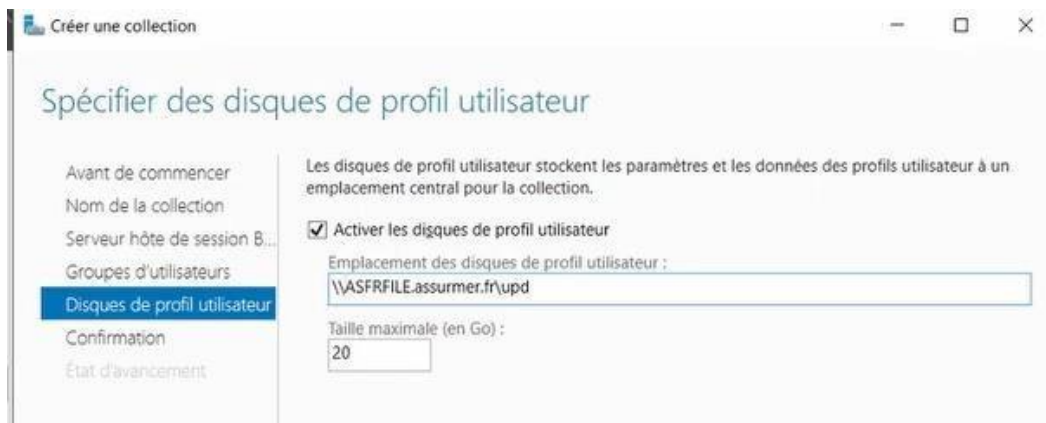 Créer une collection
Spécifier des disques de profil utilisateur
Avant de commencer
Nom de la collection
Serveur hôte de session B...
Groupes d'utilisateurs
Disques de profil utilisateur
Confirmation
État d'avancement
Les disques de profil utilisateur stockent les paramètres et les données des profils utilisateur à un
emplacement central pour la collection.
Activer les disques de profil utilisateur
Emplacement des disques de profil utilisateur :
\\ASFRFILE.assurmer.fr\upd
Taille maximale (en Go) :
20